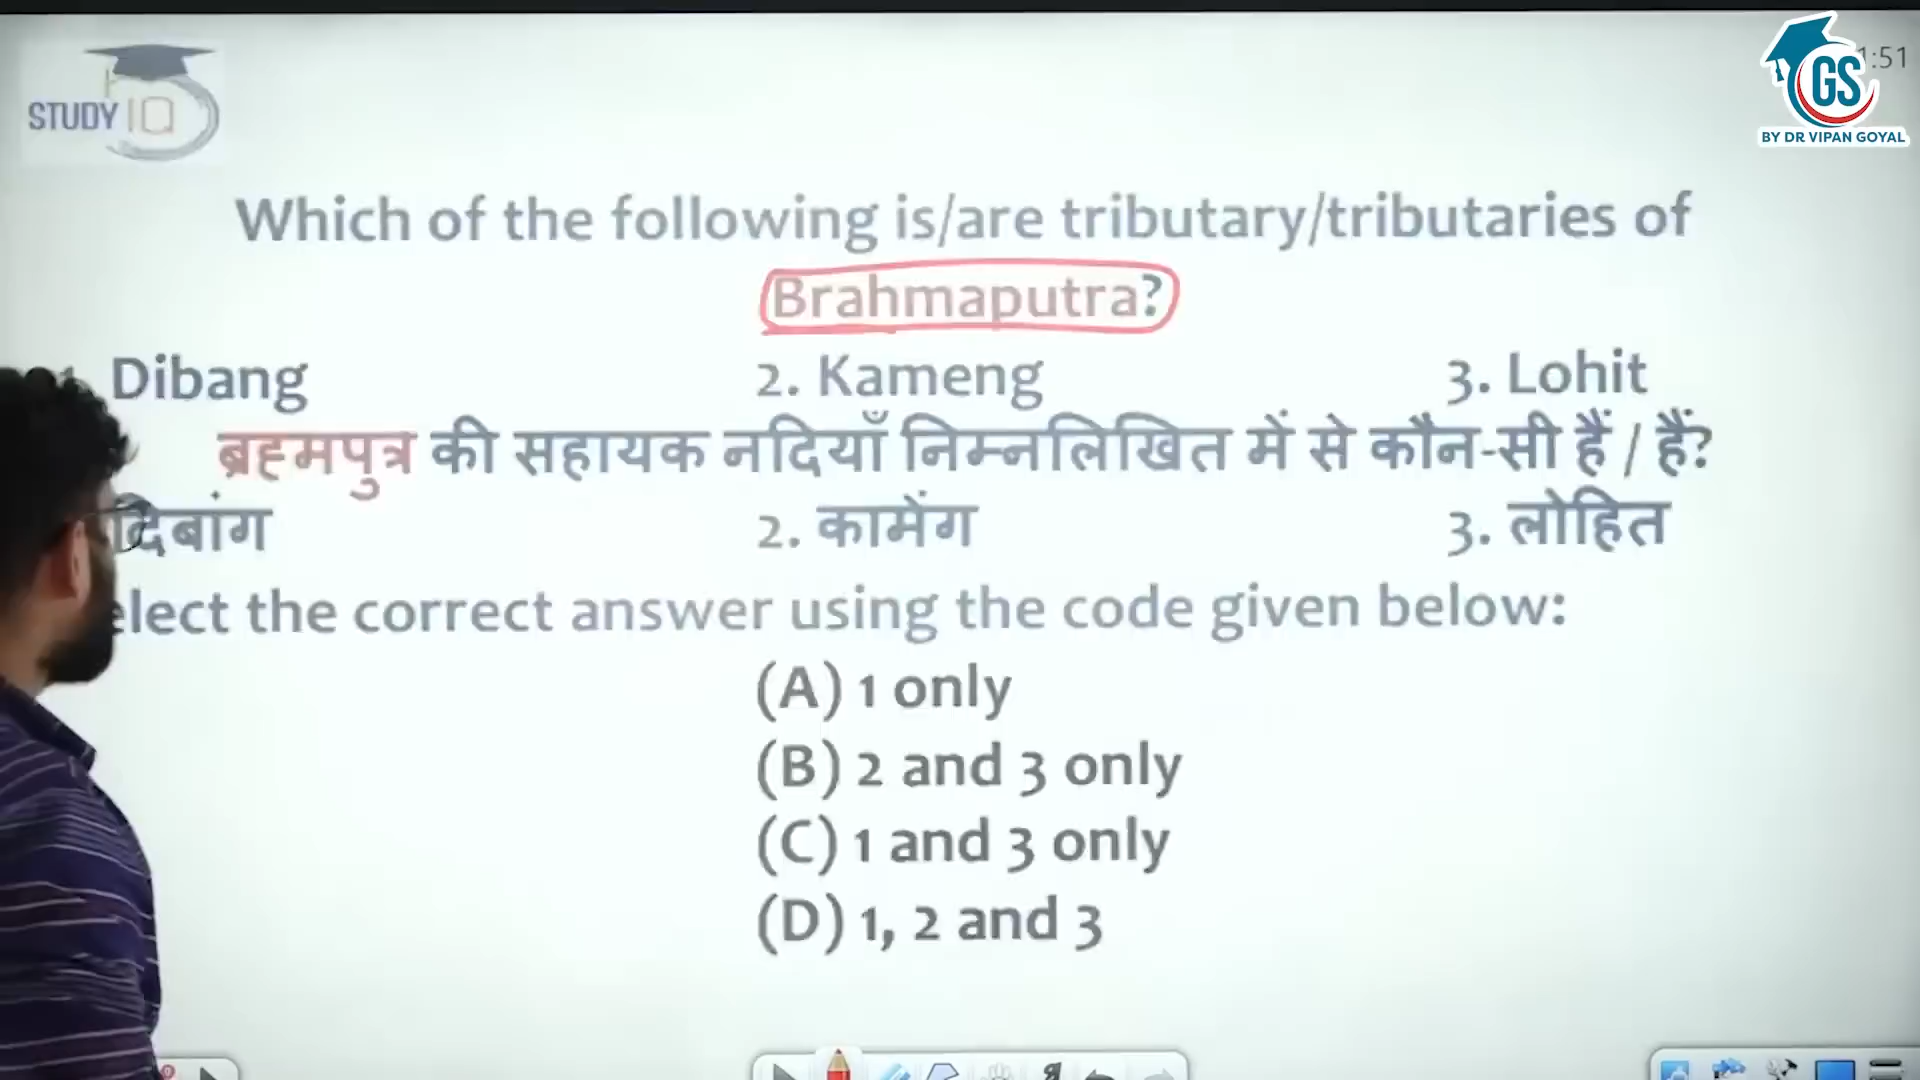 STUDY IQ
GS
:51
BY DR VIPAN GOYAL
Which of the following is/are tributary/tributaries of
Brahmaputra?
Dibang 2. Kameng 3. Lohit
ब्रह्मपुत्र की सहायक नदियाँ निम्नलिखित में से कौन-सी हैं / हैं?
दिबांग 2. कामेंग 3. लोहित
elect the correct answer using the code given below:
(A) 1 only
(B) 2 and 3 only
(C) 1 and 3 only
(D) 1, 2 and 3